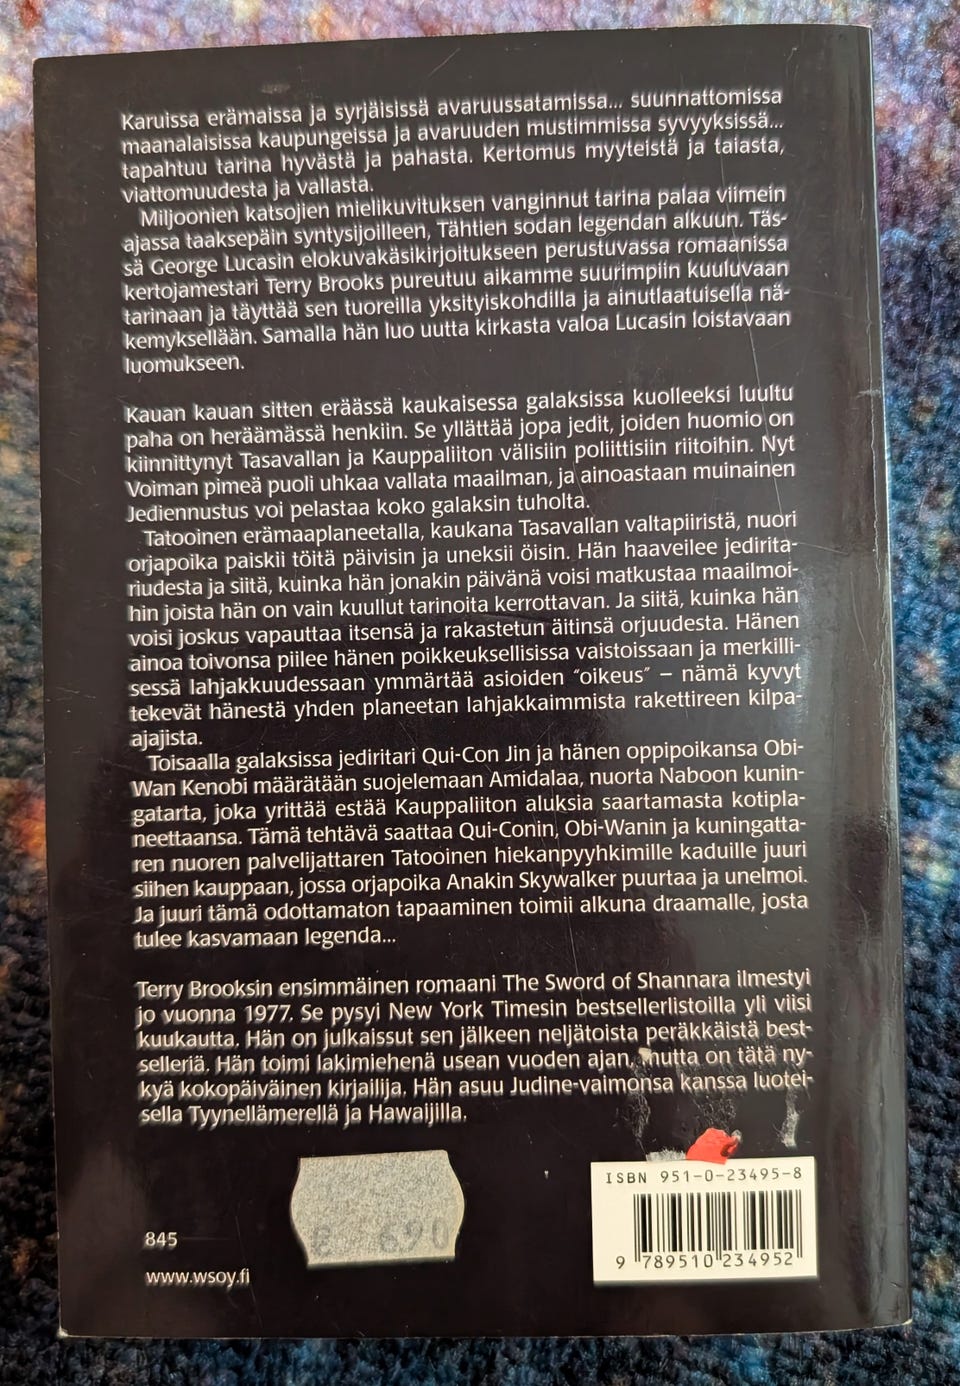 Karuissa erämaissa ja syrjäisissä avaruussatamissa... suunnattomissa
maanalaisissa kaupungeissa ja avaruuden mustimmissa syvyyksissä...
tapahtuu tarina hyvästä ja pahasta. Kertomus myyteistä ja taiasta,
viattomuudesta ja vallasta.
Miljoonien katsojien mielikuvituksen vanginnut tarina palaa viimein
ajassa taaksepäin syntysijoilleen, Tähtien sodan legendan alkuun. Täs-
sä George Lucasin elokuvakäsikirjoitukseen perustuvassa romaanissa
kertojamestari Terry Brooks pureutuu aikamme suurimpiin kuuluvaan
tarinaan ja täyttää sen tuoreilla yksityiskohdilla ja ainutlaatuisella nä-
kemyksellään. Samalla hän luo uutta kirkasta valoa Lucasin loistavaan
luomukseen.
Kauan kauan sitten eräässä kaukaisessa galaksissa kuolleeksi luultu
paha on heräämässä henkiin. Se yllättää jopa jedit, joiden huomio on
kiinnittynyt Tasavallan ja Kauppaliiton välisiin poliittisiin riitoihin. Nyt
Voiman pimeä puoli uhkaa vallata maailman, ja ainoastaan muinainen
Jediennustus voi pelastaa koko galaksin tuholta.
Tatooinen erämaaplaneetalla, kaukana Tasavallan valtapiiristä, nuori
orjapoika paiskii töitä päivisin ja uneksii öisin. Hän haaveilee jedirita-
riudesta ja siitä, kuinka hän jonakin päivänä voisi matkustaa maailmoi-
hin joista hän on vain kuullut tarinoita kerrottavan. Ja siitä, kuinka hän
voisi joskus vapauttaa itsensä ja rakastetun äitinsä orjuudesta. Hänen
ainoa toivonsa piilee hänen poikkeuksellisissa vaistoissaan ja merkilli-
sessä lahjakkuudessaan ymmärtää asioiden ”oikeus” – nämä kyvyt
tekevät hänestä yhden planeetan lahjakkaimmista rakettireen kilpa-
ajajista.
Toisaalla galaksissa jediritari Qui-Con Jin ja hänen oppipoikansa Obi-
Wan Kenobi määrätään suojelemaan Amidalaa, nuorta Naboon kunin-
gatarta, joka yrittää estää Kauppaliiton aluksia saartamasta kotipla-
neettaansa. Tämä tehtävä saattaa Qui-Conin, Obi-Wanin ja kuningatta-
ren nuoren palvelijattaren Tatooinen hiekanpyyhkimille kaduille juuri
siihen kauppaan, jossa orjapoika Anakin Skywalker puurtaa ja unelmoi.
Ja juuri tämä odottamaton tapaaminen toimii alkuna draamalle, josta
tulee kasvamaan legenda...
Terry Brooksin ensimmäinen romaani The Sword of Shannara ilmestyi
jo vuonna 1977. Se pysyi New York Timesin bestsellerlistoilla yli viisi
kuukautta. Hän on julkaissut sen jälkeen neljätoista peräkkäistä best-
selleriä. Hän toimi lakimiehenä usean vuoden ajan, mutta on tätä ny-
kyä kokopäiväinen kirjailija. Hän asuu Judine-vaimonsa kanssa luotei-
sella Tyynellämerellä ja Hawaijilla.
ISBN 951-0-23495-8
€ 6.90
845
9 789510 234952
www.wsoy.fi